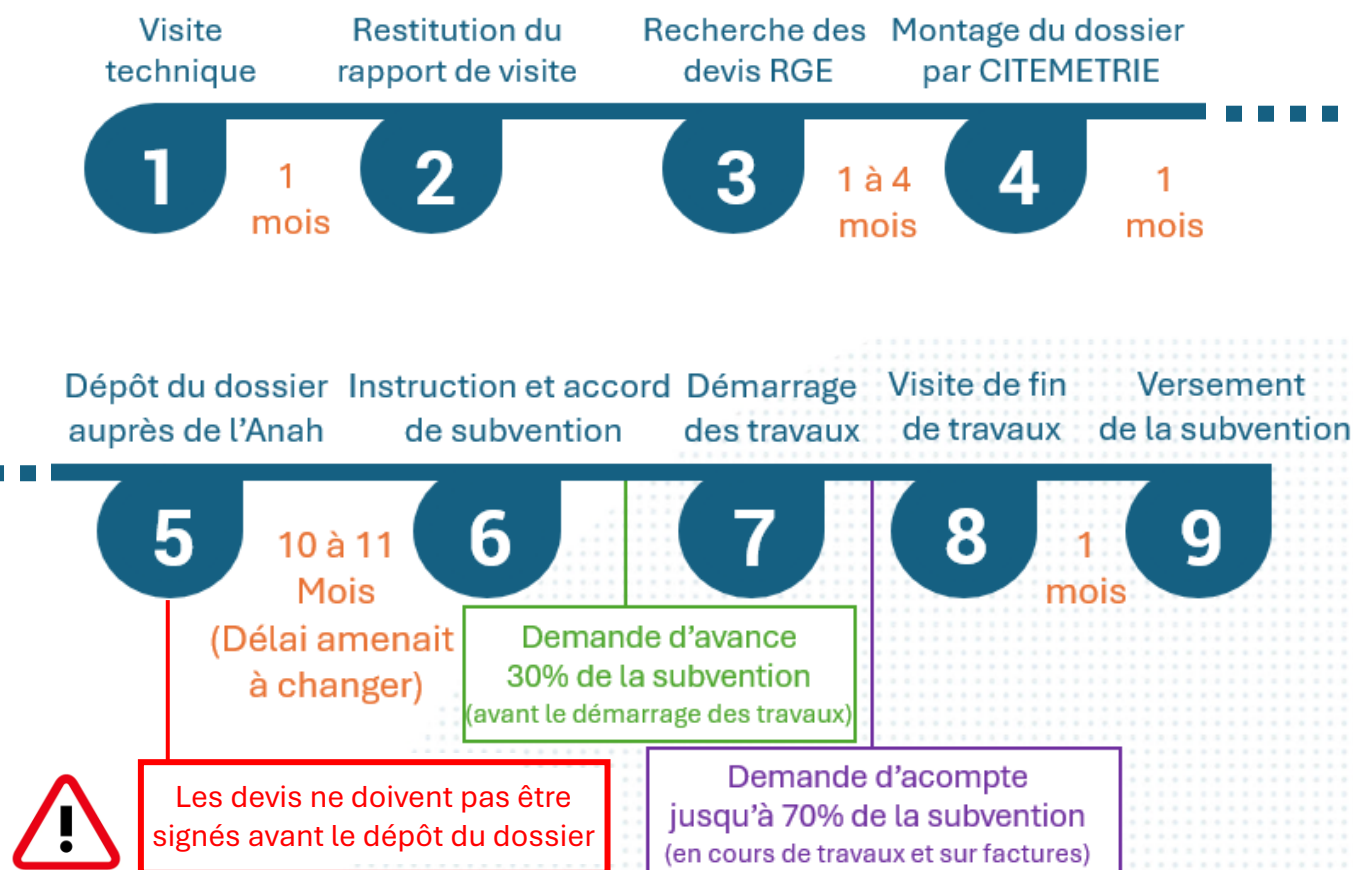 Visite
technique
Restitution du
rapport de visite
Recherche des
devis RGE
Montage du dossier
par CITEMETRIE
1
1
mois
2
3
1 à 4
mois
4
1
mois
Dépôt du dossier
auprès de l’Anah
Instruction et accord
de subvention
Démarrage
des travaux
Visite de fin
de travaux
Versement
de la subvention
5
10 à 11
Mois
(Délai amenait
à changer)
6
7
8
1
mois
9
Demande d’avance
30% de la subvention
(avant le démarrage des travaux)
Les devis ne doivent pas être
signés avant le dépôt du dossier
Demande d’acompte
jusqu’à 70% de la subvention
(en cours de travaux et sur factures)